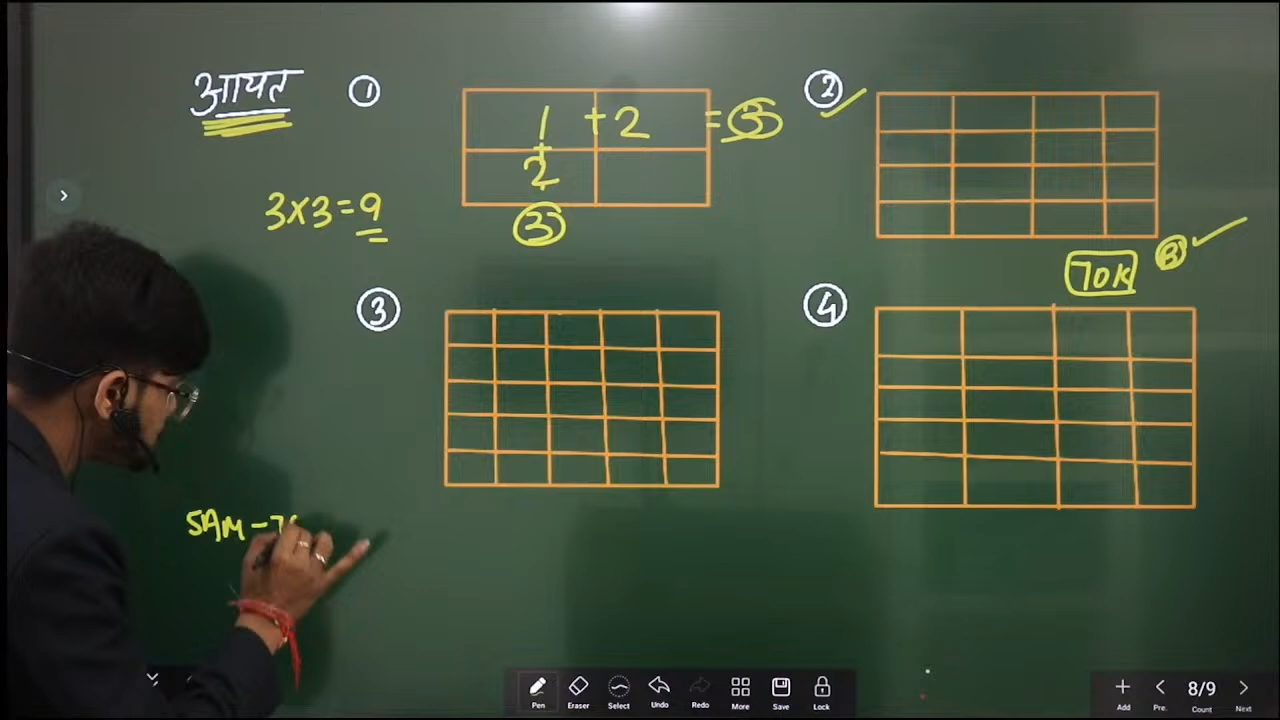 आयत
①
1 + 2 = ③
+
2
③
3×3=9
②
70K
③
④
5AM -
Pen
Eraser
Select
Undo
Redo
More
Save
Lock
Add
Pre.
8/9
Count
Next